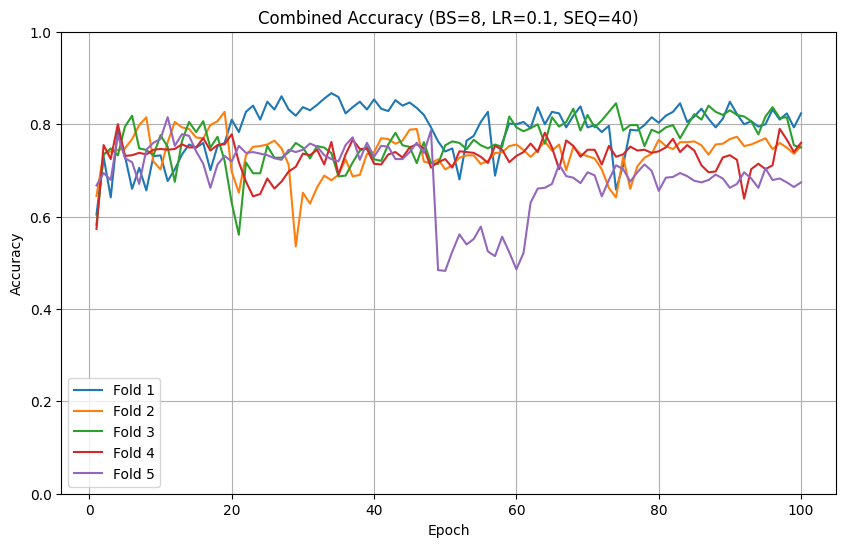 Combined Accuracy (BS=8, LR=0.1, SEQ=40)
1.0
0.8
0.6
0.4
0.2
0.0
Accuracy
Fold 1
Fold 2
Fold 3
Fold 4
Fold 5
0 20 40 60 80 100
Epoch